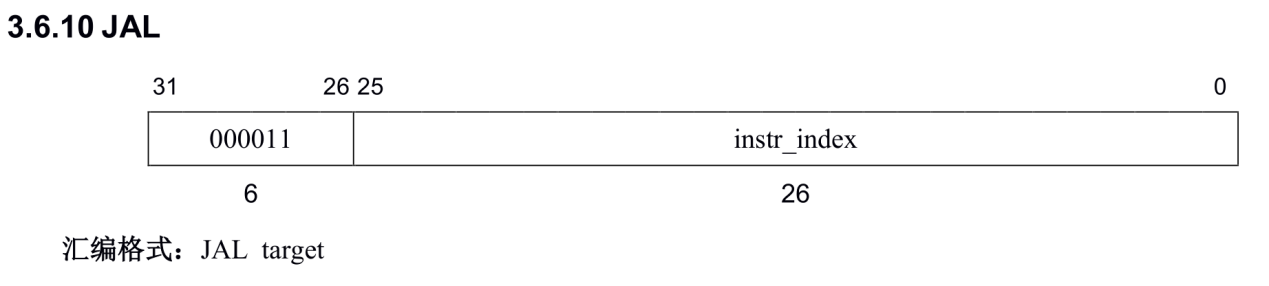 3.6.10 JAL
31 26 25 0
000011 instr_index
6 26
汇编格式：JAL target